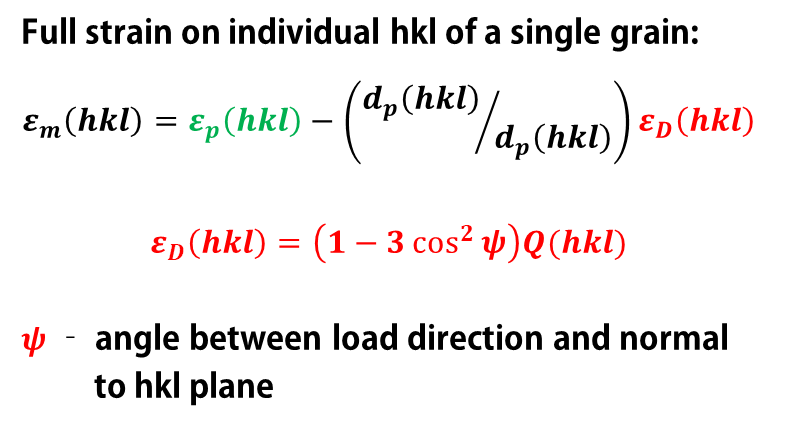 Full strain on individual hkl of a single grain:
εm(hkl) = εp(hkl) − (dp(hkl)/dp(hkl)) εD(hkl)
εD(hkl) = (1 − 3 cos² ψ)Q(hkl)
ψ - angle between load direction and normal
to hkl plane